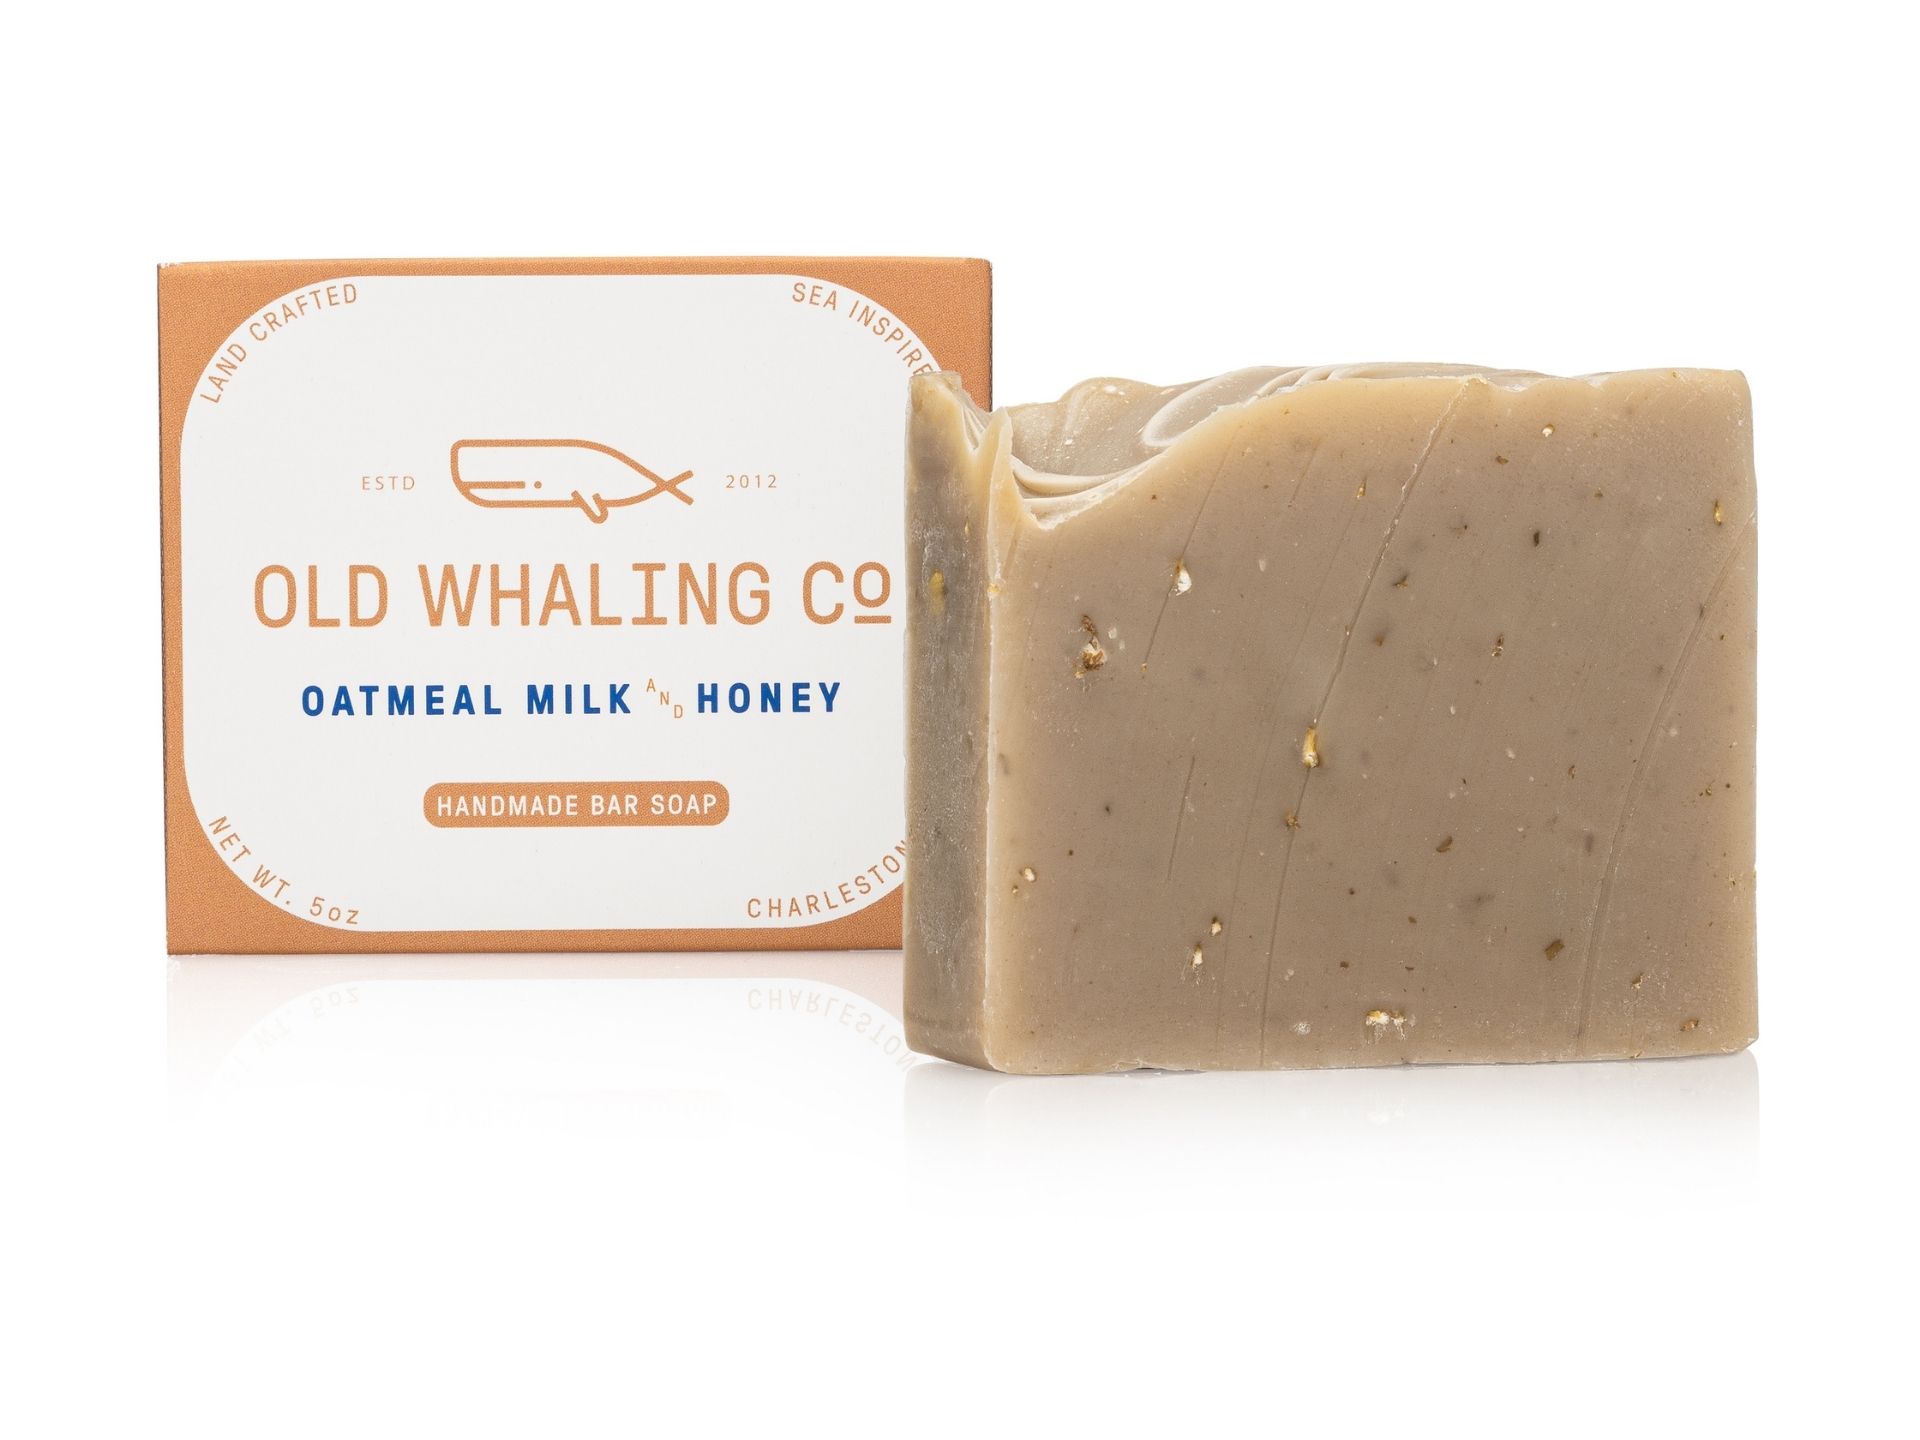 LAND CRAFTED
SEA INSPIRE
ESTD
2012
OLD WHALING Co
OATMEAL MILK AND HONEY
HANDMADE BAR SOAP
NET WT. 5oz
CHARLESTON